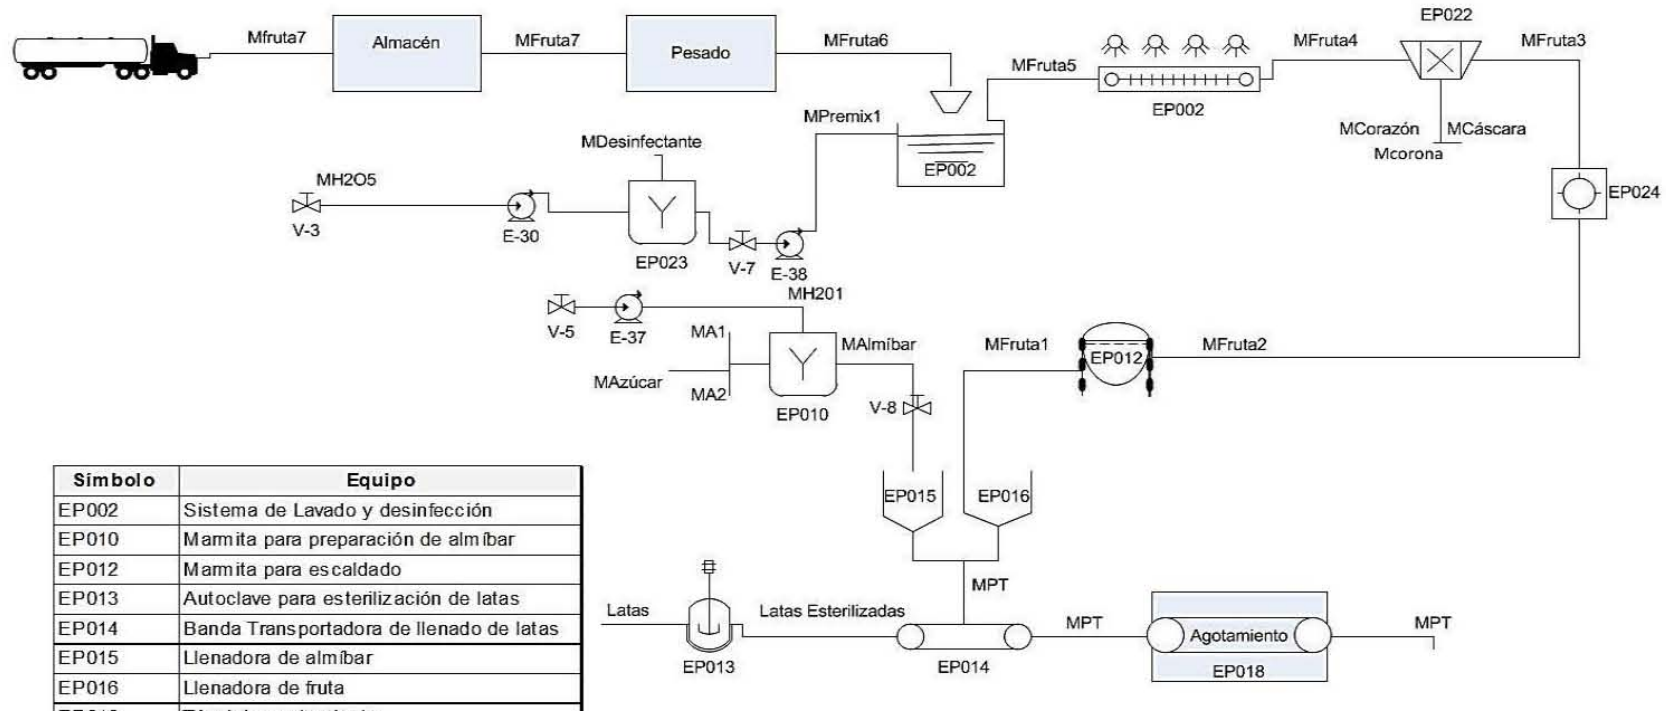 EP022
Mfruta7
Almacén
MFruta7
Pesado
MFruta6
MFruta5
MFruta4
MFruta3
EP002
MPremix1
MDesinfectante
MCorazón
MCáscara
Mcorona
EP002
MH2O5
EP024
V-3
E-30
EP023
V-7
E-38
MH201
V-5
E-37
MA1
MAlmíbar
MFruta1
EP012
MFruta2
MAzúcar
MA2
EP010
V-8
Símbolo Equipo
EP002 Sistema de Lavado y desinfección
EP010 Marmita para preparación de almíbar
EP012 Marmita para escaldado
EP013 Autoclave para esterilización de latas
EP014 Banda Transportadora de llenado de latas
EP015 Llenadora de almíbar
EP016 Llenadora de fruta
EP015
EP016
MPT
Latas
Latas Esterilizadas
MPT
Agotamiento
MPT
EP013
EP014
EP018